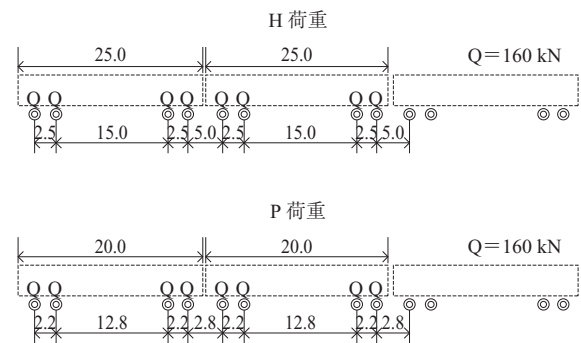 H 荷重
25.0 25.0 Q=160 kN
Q Q Q Q Q Q Q Q
2.5 15.0 2.5 5.0 2.5 15.0 2.5 5.0
P 荷重
20.0 20.0 Q=160 kN
Q Q Q Q Q Q Q Q
2.2 12.8 2.2 2.8 2.2 12.8 2.2 2.8